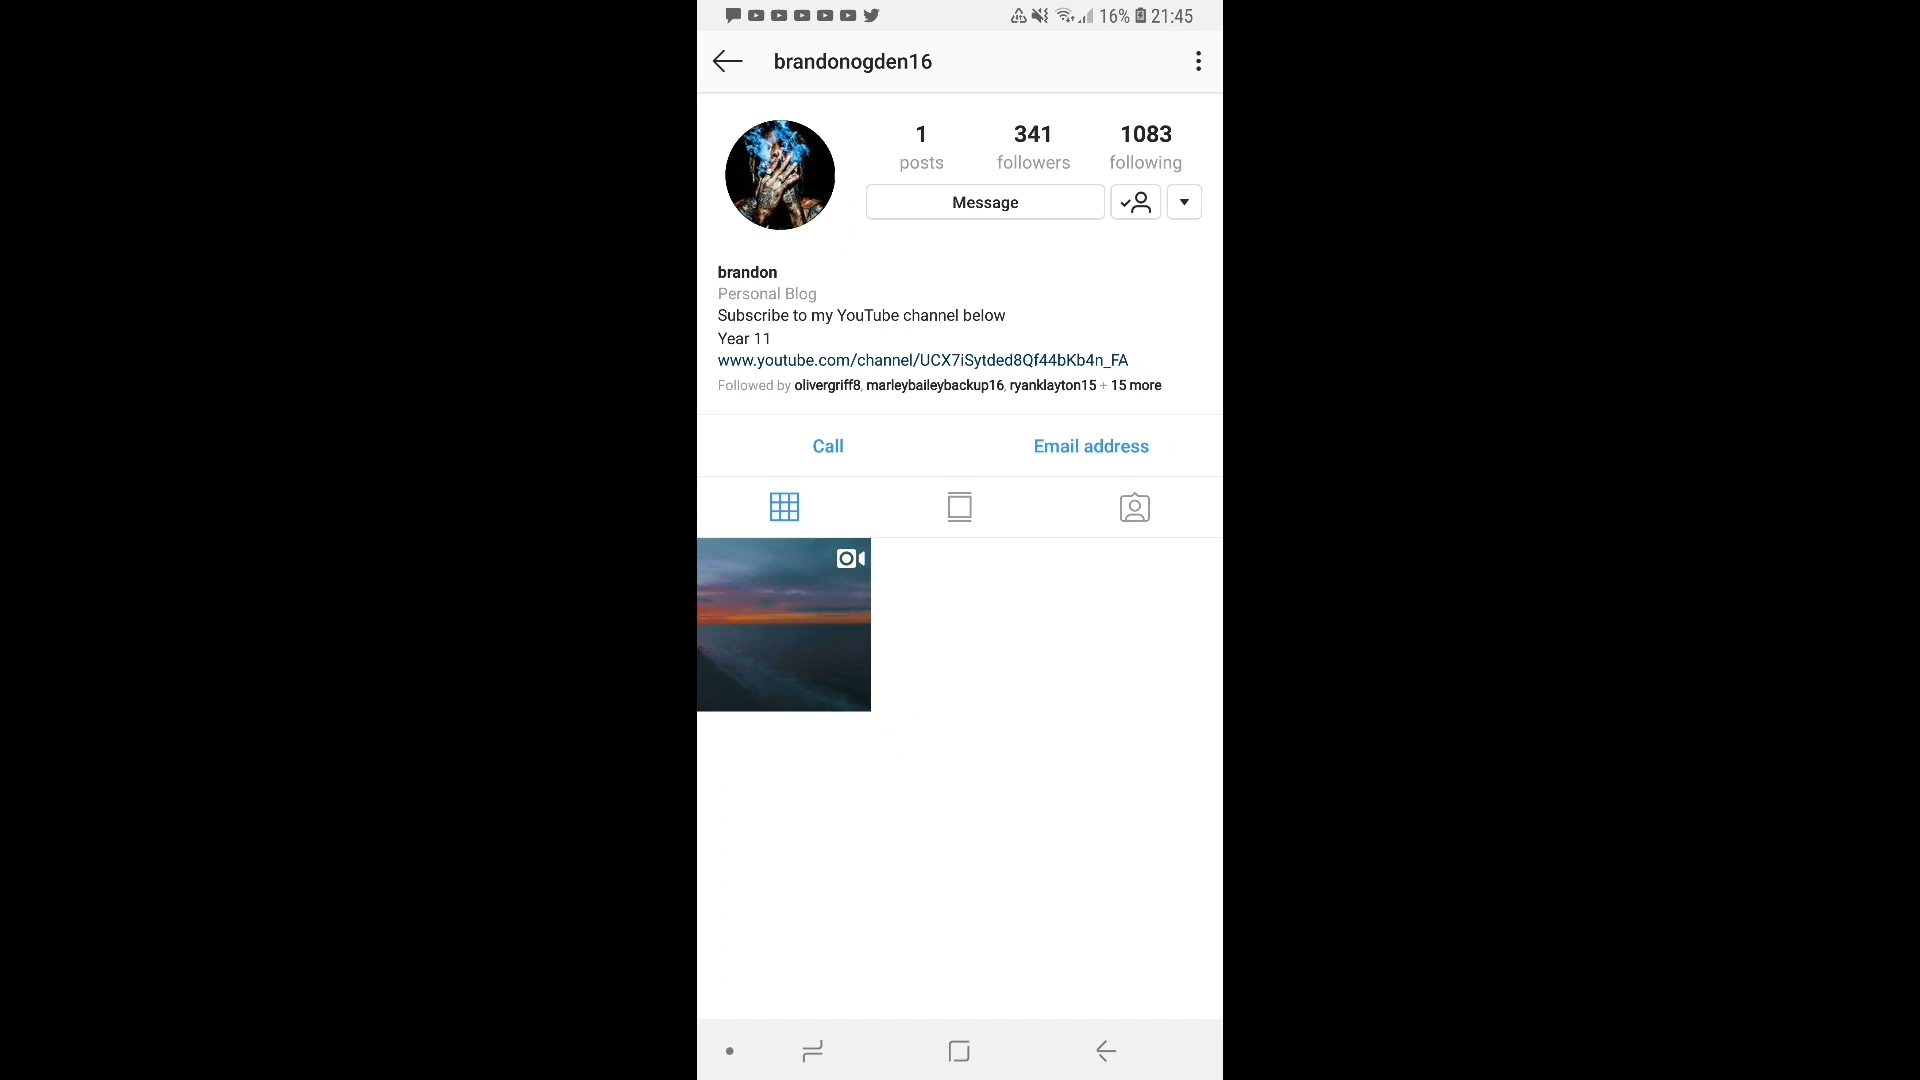 16% 21:45
brandonogden16
1 341 1083
posts followers following
Message
brandon
Personal Blog
Subscribe to my YouTube channel below
Year 11
www.youtube.com/channel/UCX7iSytded8Qf44bKb4n_FA
Followed by olivergriff8, marleybaileybackup16, ryanklayton15 + 15 more
Call Email address